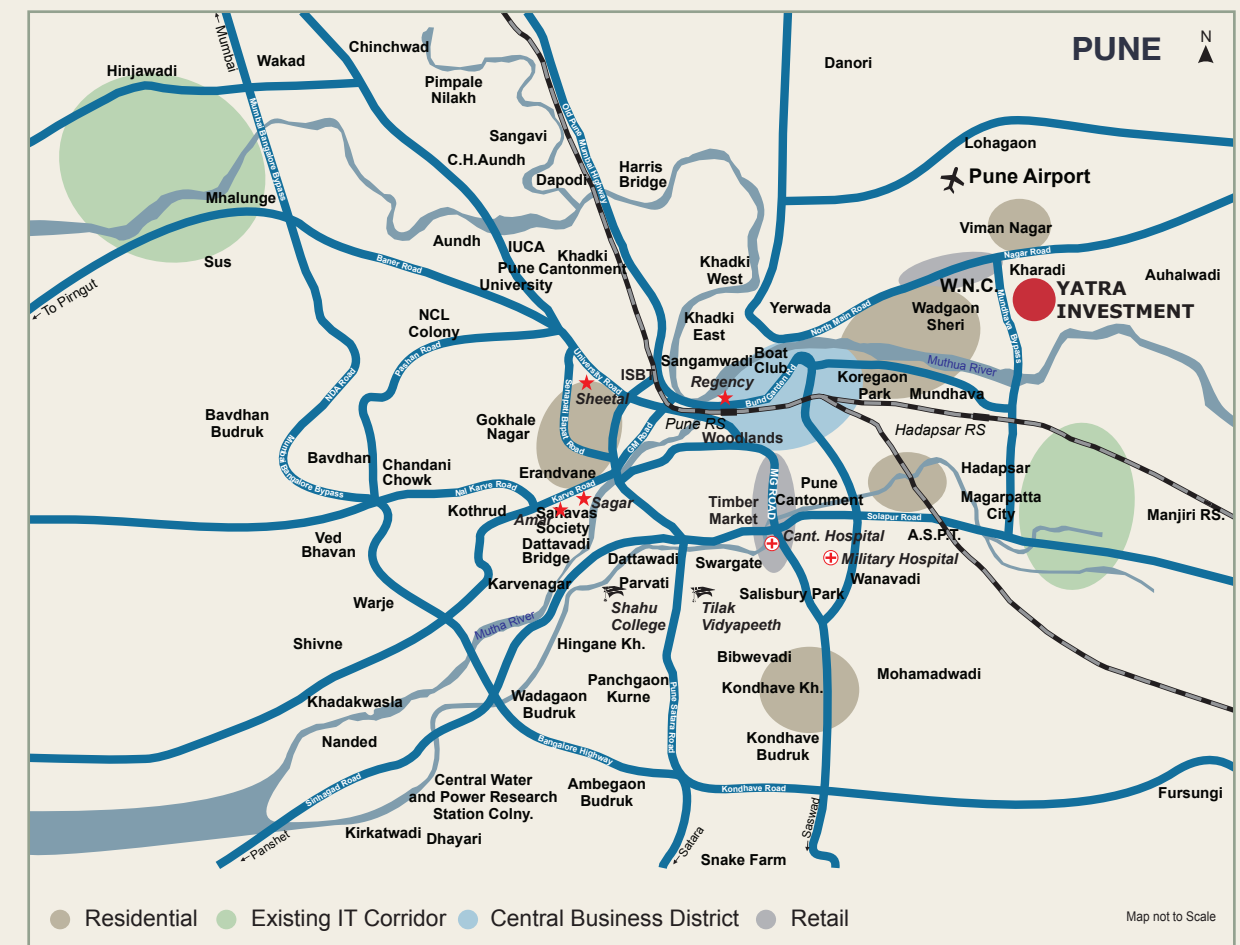 PUNE
N
←Mumbai
Chinchwad
Wakad
Hinjawadi
Danori
Pimpale
Nilakh
Mumbai Bangalore Bypass
Old Pune Mumbai Highway
Sangavi
Lohagaon
C.H.Aundh
Harris
Bridge
Dapodi
Pune Airport
Mhalunge
Viman Nagar
Aundh
IUCA
Nagar Road
Khadki
Cantonment
Pune
University
Baner Road
Sus
Khadki
West
Kharadi
Auhalwadi
W.N.C.
YATRA
INVESTMENT
←To Pirngut
Yerwada
Wadgaon
Sheri
North Main Road
Mundhava Bypass
NCL
Colony
Khadki
East
Pashan Road
University Road
Boat
Club
Sangamwadi
Muthua River
ISBT
Regency
Koregaon
Park
NDA Road
Sheetal
Senapati Bapat Road
Bund Garden Rd
Mundhava
Bavdhan
Budruk
Gokhale
Nagar
Pune RS
Hadapsar RS
GM Road
Woodlands
Mumbai Bangalore Bypass
Bavdhan
Chandani
Chowk
Erandvane
Hadapsar
MG ROAD
Pune
Cantonment
Nal Karve Road
Karve Road
Magarpatta
City
Kothrud
Amar
Sagar
Sahavas
Society
Timber
Market
Solapur Road
Manjiri RS.
Dattavadi
Bridge
Cant. Hospital
A.S.P.T.
Ved
Bhavan
Dattawadi
Swargate
Military Hospital
Karvenagar
Parvati
Wanavadi
Warje
Shahu
College
Tilak
Vidyapeeth
Salisbury Park
Mutha River
Shivne
Hingane Kh.
Bibwevadi
Panchgaon
Kurne
Kondhave Kh.
Mohamadwadi
Khadakwasla
Wadagaon
Budruk
Pune Satara Road
Nanded
Bangalore Highway
Kondhave
Budruk
Sinhagad Road
Central Water
and Power Research
Station Colny.
Ambegaon
Budruk
Kondhave Road
Fursungi
←Panshet
Kirkatwadi
Dhayari
←Satara
←Saswad
Snake Farm
Residential
Existing IT Corridor
Central Business District
Retail
Map not to Scale